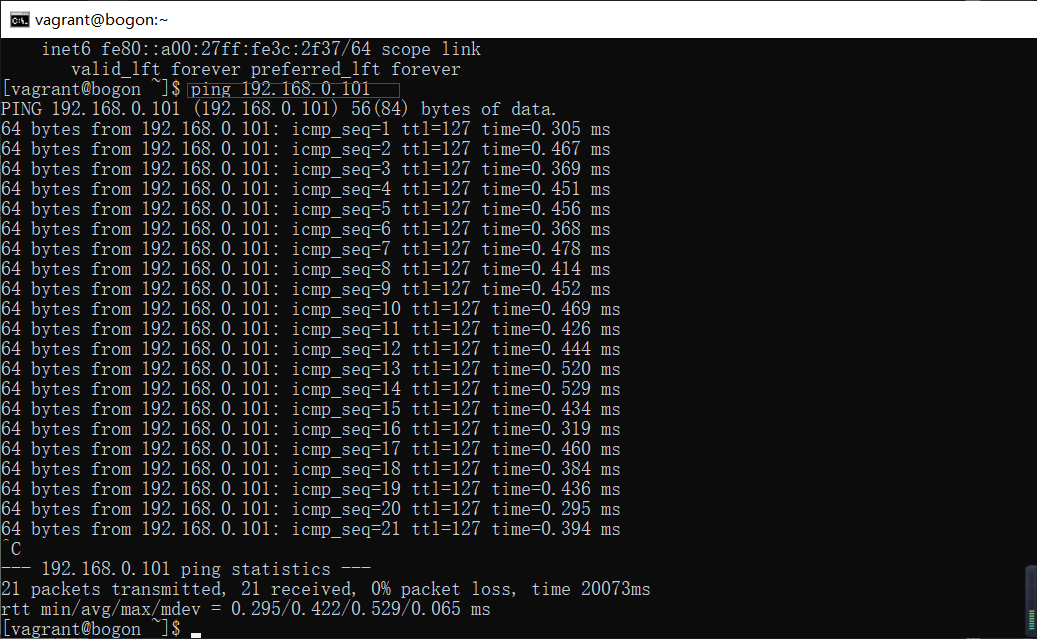 vagrant@bogon:~
inet6 fe80::a00:27ff:fe3c:2f37/64 scope link
valid_lft forever preferred_lft forever
[vagrant@bogon ~]$ ping 192.168.0.101
PING 192.168.0.101 (192.168.0.101) 56(84) bytes of data.
64 bytes from 192.168.0.101: icmp_seq=1 ttl=127 time=0.305 ms
64 bytes from 192.168.0.101: icmp_seq=2 ttl=127 time=0.467 ms
64 bytes from 192.168.0.101: icmp_seq=3 ttl=127 time=0.369 ms
64 bytes from 192.168.0.101: icmp_seq=4 ttl=127 time=0.451 ms
64 bytes from 192.168.0.101: icmp_seq=5 ttl=127 time=0.456 ms
64 bytes from 192.168.0.101: icmp_seq=6 ttl=127 time=0.368 ms
64 bytes from 192.168.0.101: icmp_seq=7 ttl=127 time=0.478 ms
64 bytes from 192.168.0.101: icmp_seq=8 ttl=127 time=0.414 ms
64 bytes from 192.168.0.101: icmp_seq=9 ttl=127 time=0.452 ms
64 bytes from 192.168.0.101: icmp_seq=10 ttl=127 time=0.469 ms
64 bytes from 192.168.0.101: icmp_seq=11 ttl=127 time=0.426 ms
64 bytes from 192.168.0.101: icmp_seq=12 ttl=127 time=0.444 ms
64 bytes from 192.168.0.101: icmp_seq=13 ttl=127 time=0.520 ms
64 bytes from 192.168.0.101: icmp_seq=14 ttl=127 time=0.529 ms
64 bytes from 192.168.0.101: icmp_seq=15 ttl=127 time=0.434 ms
64 bytes from 192.168.0.101: icmp_seq=16 ttl=127 time=0.319 ms
64 bytes from 192.168.0.101: icmp_seq=17 ttl=127 time=0.460 ms
64 bytes from 192.168.0.101: icmp_seq=18 ttl=127 time=0.384 ms
64 bytes from 192.168.0.101: icmp_seq=19 ttl=127 time=0.436 ms
64 bytes from 192.168.0.101: icmp_seq=20 ttl=127 time=0.295 ms
64 bytes from 192.168.0.101: icmp_seq=21 ttl=127 time=0.394 ms
^C
--- 192.168.0.101 ping statistics ---
21 packets transmitted, 21 received, 0% packet loss, time 20073ms
rtt min/avg/max/mdev = 0.295/0.422/0.529/0.065 ms
[vagrant@bogon ~]$